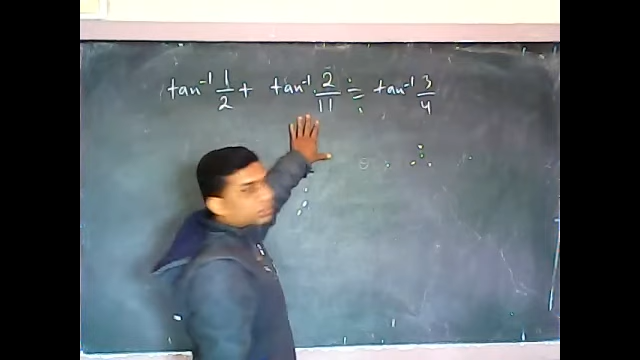 tan⁻¹ 1/2 + tan⁻¹ 2/11 = tan⁻¹ 3/4